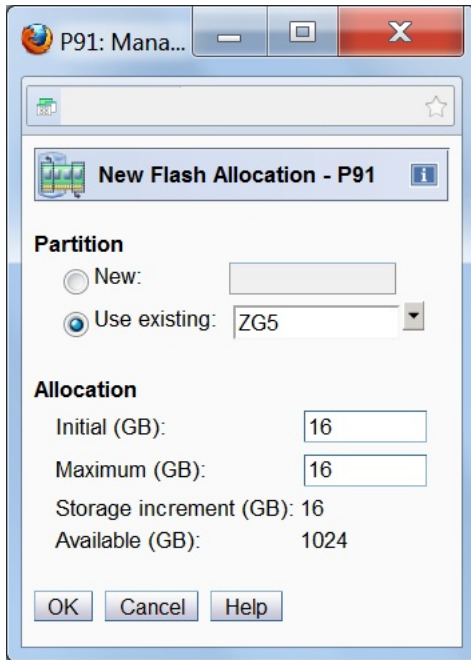 P91: Mana...
New Flash Allocation - P91
Partition
New:
Use existing: ZG5
Allocation
Initial (GB): 16
Maximum (GB): 16
Storage increment (GB): 16
Available (GB): 1024
OK Cancel Help